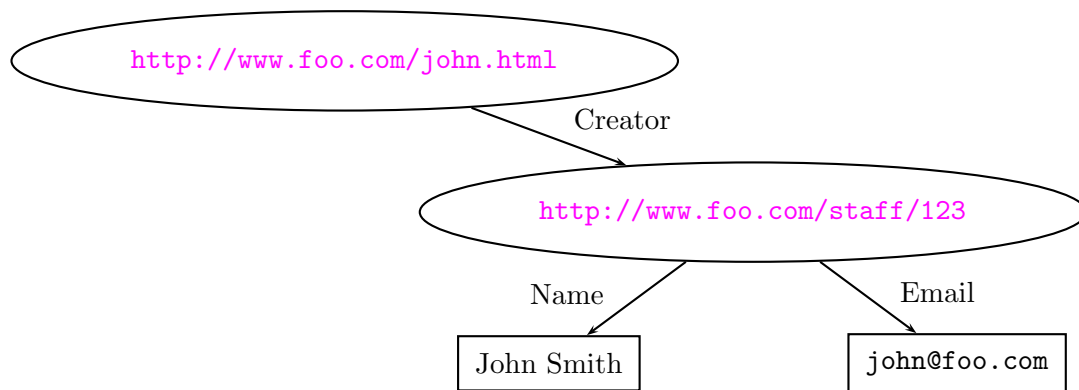 http://www.foo.com/john.html
Creator
http://www.foo.com/staff/123
Name
Email
John Smith
john@foo.com